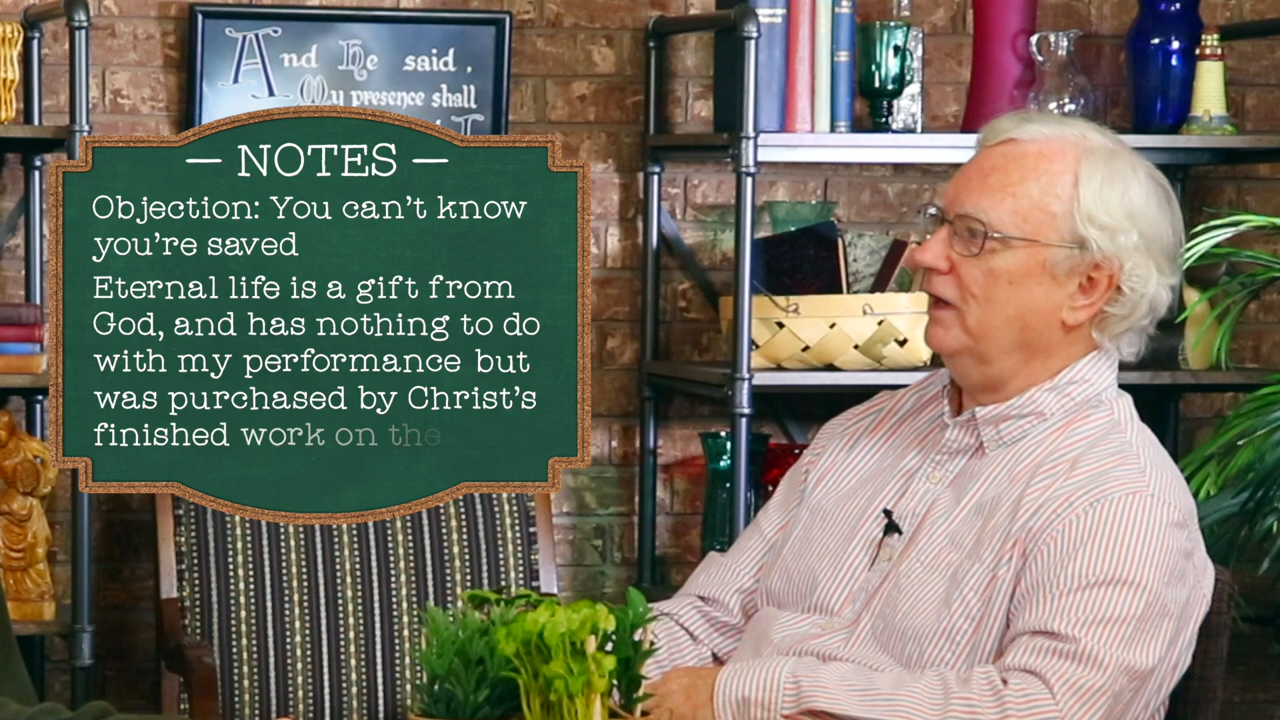 And He said,
My presence shall
— NOTES —
Objection: You can't know
you're saved
Eternal life is a gift from
God, and has nothing to do
with my performance but
was purchased by Christ's
finished work on the